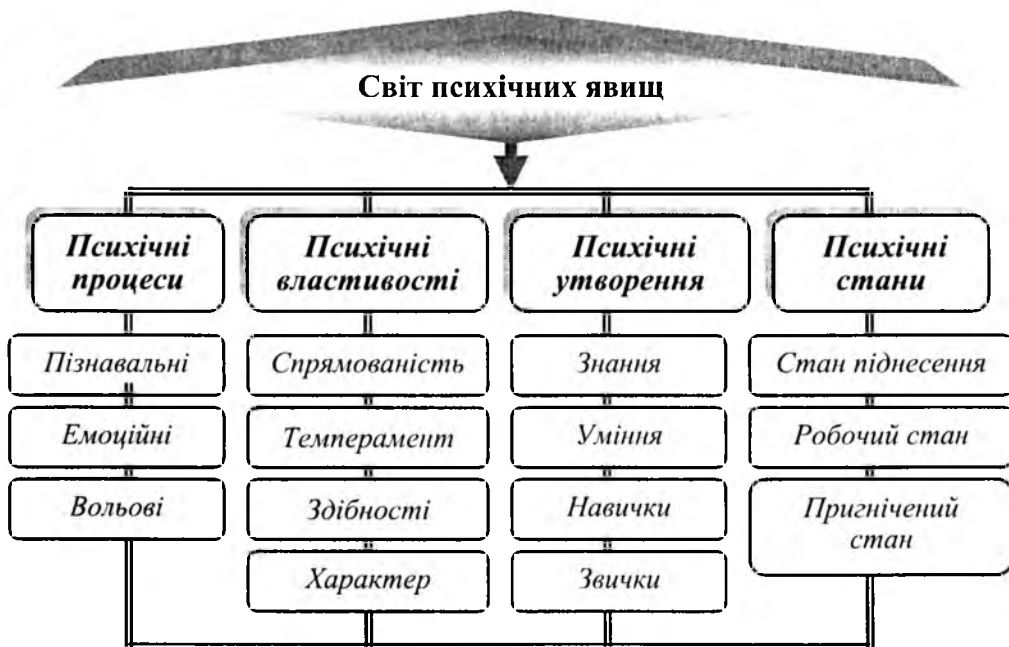 Світ психічних явищ
Психічні
процеси
Психічні
властивості
Психічні
утворення
Психічні
стани
Пізнавальні
Спрямованість
Знання
Стан піднесення
Емоційні
Темперамент
Уміння
Робочий стан
Вольові
Здібності
Навички
Пригнічений
стан
Характер
Звички